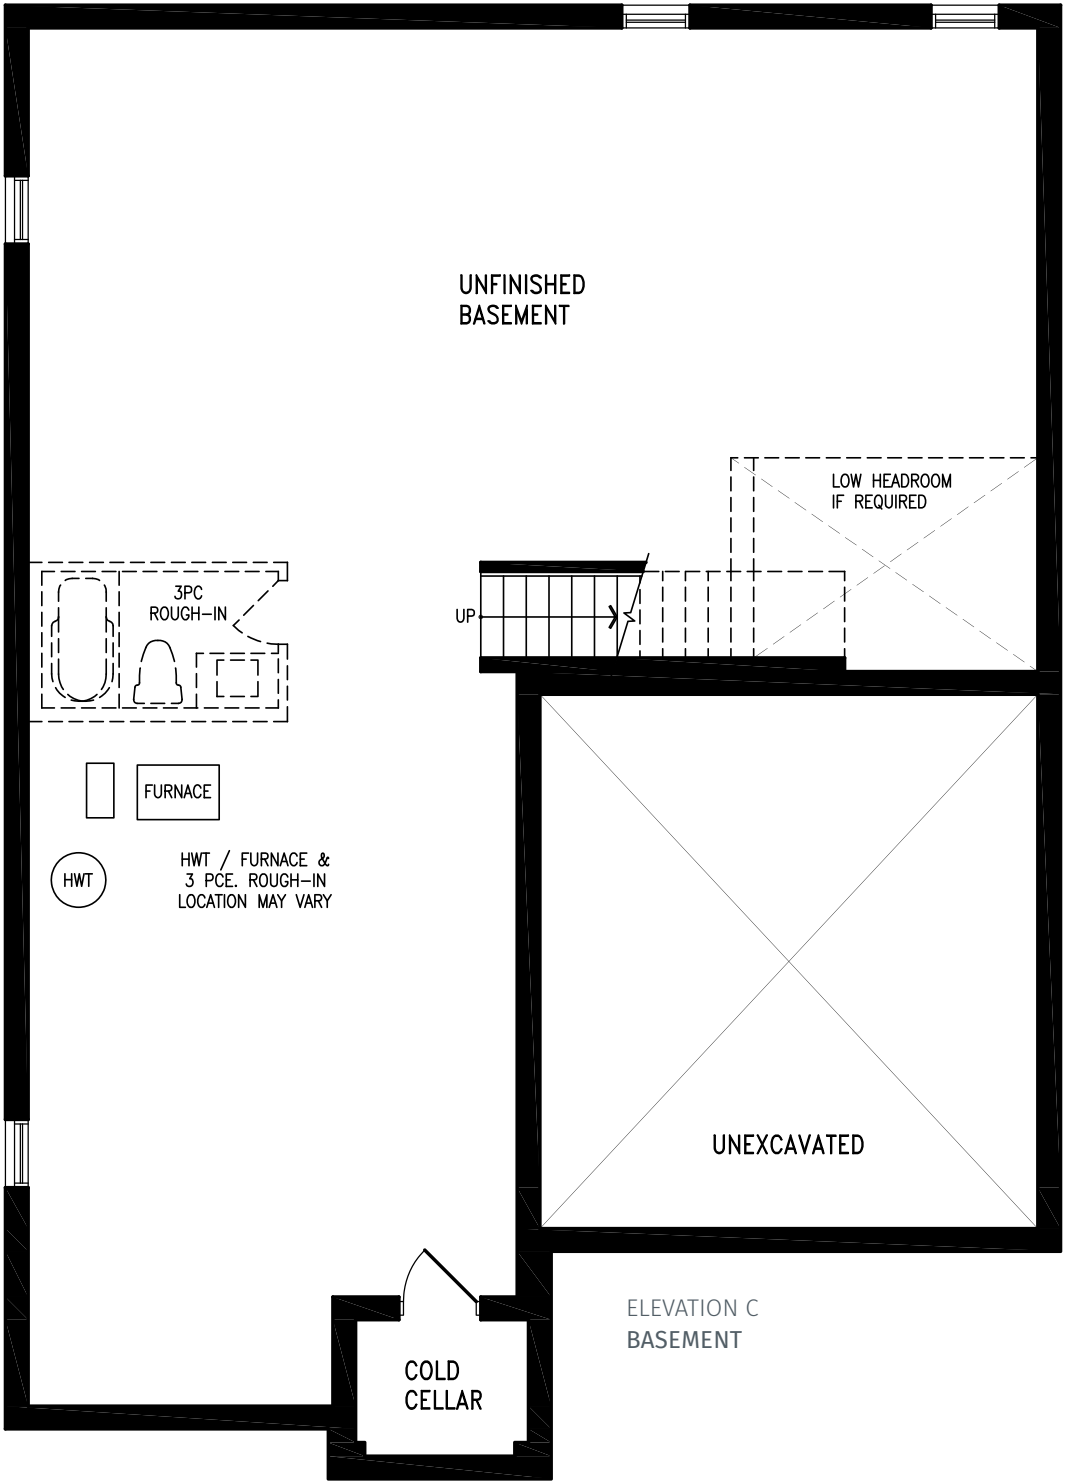 UNFINISHED
BASEMENT
LOW HEADROOM
IF REQUIRED
3PC
ROUGH-IN
UP
FURNACE
HWT
HWT / FURNACE &
3 PCE. ROUGH-IN
LOCATION MAY VARY
UNEXCAVATED
COLD
CELLAR
ELEVATION C
BASEMENT